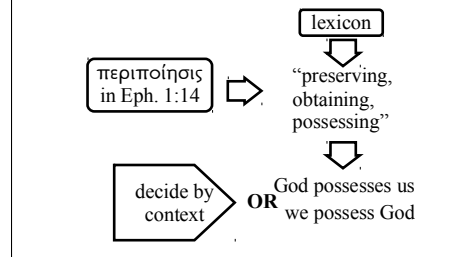 lexicon
περιποίησις
in Eph. 1:14
“preserving,
obtaining,
possessing”
decide by
context
OR
God possesses us
we possess God